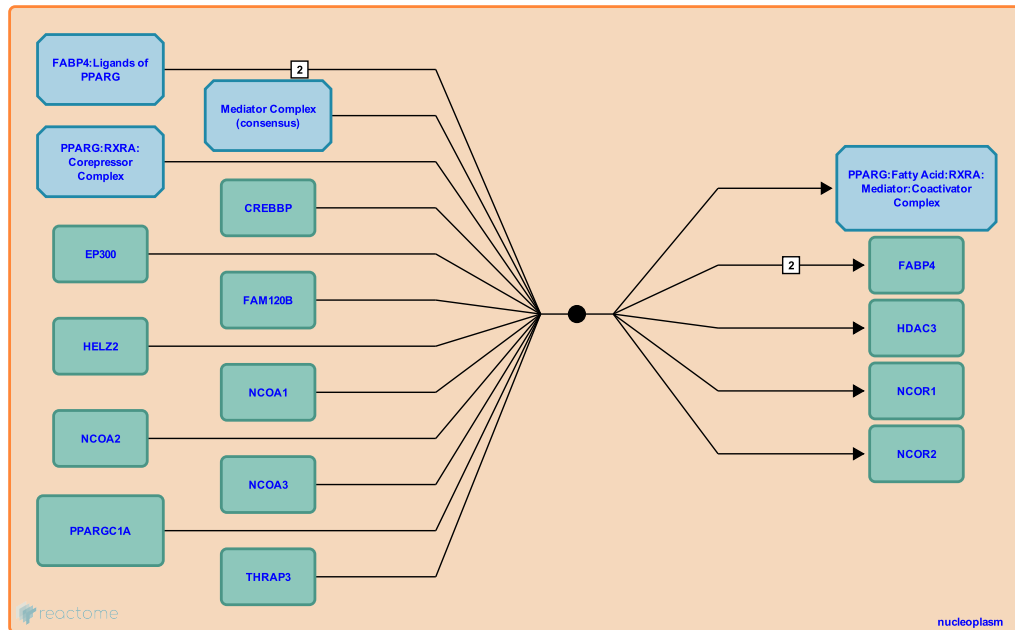 FABP4:Ligands of
PPARG
2
Mediator Complex
(consensus)
PPARG:RXRA:
Corepressor
Complex
CREBBP
EP300
FAM120B
HELZ2
NCOA1
NCOA2
NCOA3
PPARGC1A
THRAP3
PPARG:Fatty Acid:RXRA:
Mediator:Coactivator
Complex
2
FABP4
HDAC3
NCOR1
NCOR2
reactome
nucleoplasm